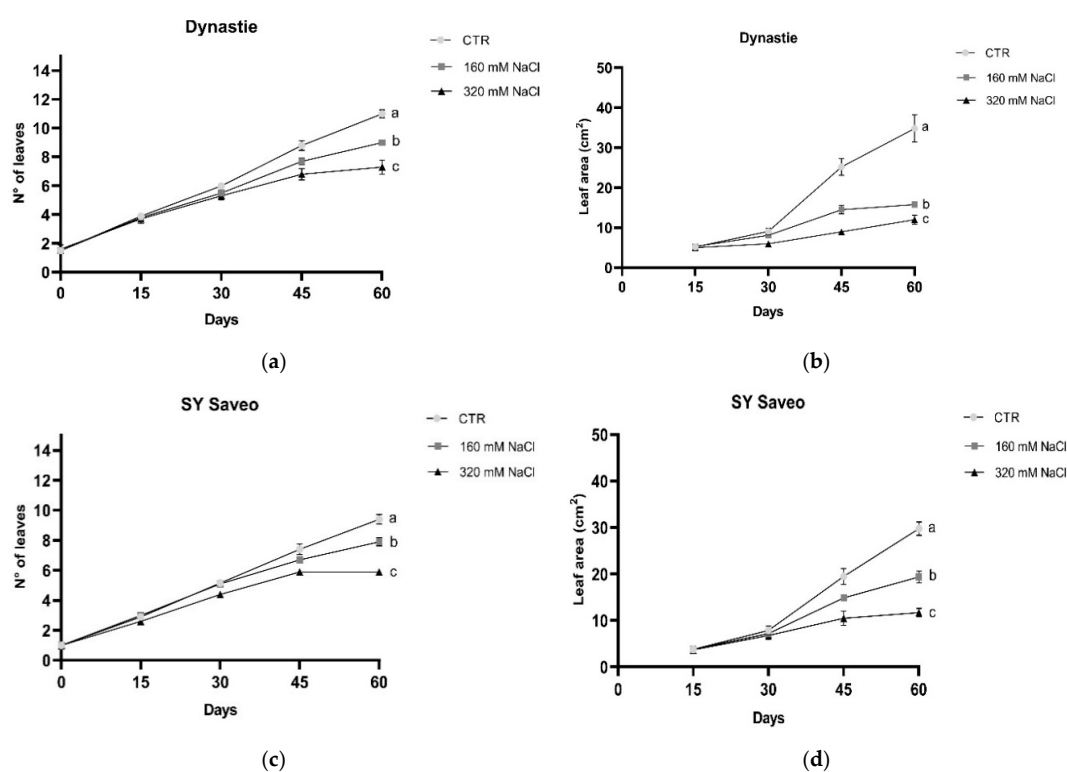 Dynastie
CTR
160 mM NaCl
320 mM NaCl
N° of leaves
14
12
10
8
6
4
2
0
a
b
c
0 15 30 45 60
Days
(a)
Dynastie
CTR
160 mM NaCl
320 mM NaCl
Leaf area (cm²)
50
40
30
20
10
0
a
b
c
0 15 30 45 60
Days
(b)
SY Saveo
CTR
160 mM NaCl
320 mM NaCl
N° of leaves
14
12
10
8
6
4
2
0
a
b
c
0 15 30 45 60
Days
(c)
SY Saveo
CTR
160 mM NaCl
320 mM NaCl
Leaf area (cm²)
50
40
30
20
10
0
a
b
c
0 15 30 45 60
Days
(d)